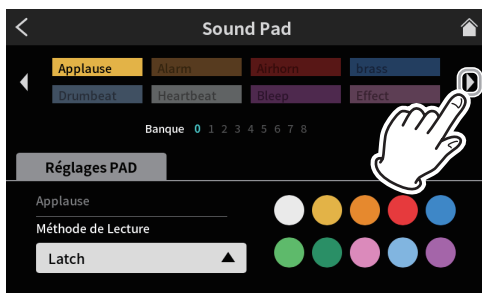 Sound Pad
Applause Alarm Airhorn brass
Drumbeat Heartbeat Bleep Effect
Banque 0 1 2 3 4 5 6 7 8
Réglages PAD
Applause
Méthode de Lecture
Latch